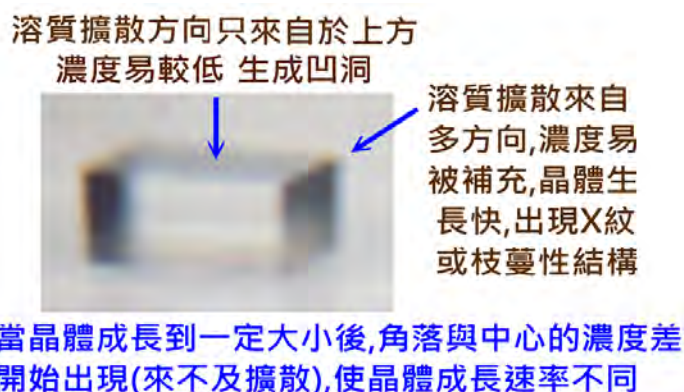 溶質擴散方向只來自於上方
濃度易較低 生成凹洞
溶質擴散來自
多方向,濃度易
被補充,晶體生
長快,出現X紋
或枝蔓性結構
當晶體成長到一定大小後,角落與中心的濃度差
開始出現(來不及擴散),使晶體成長速率不同